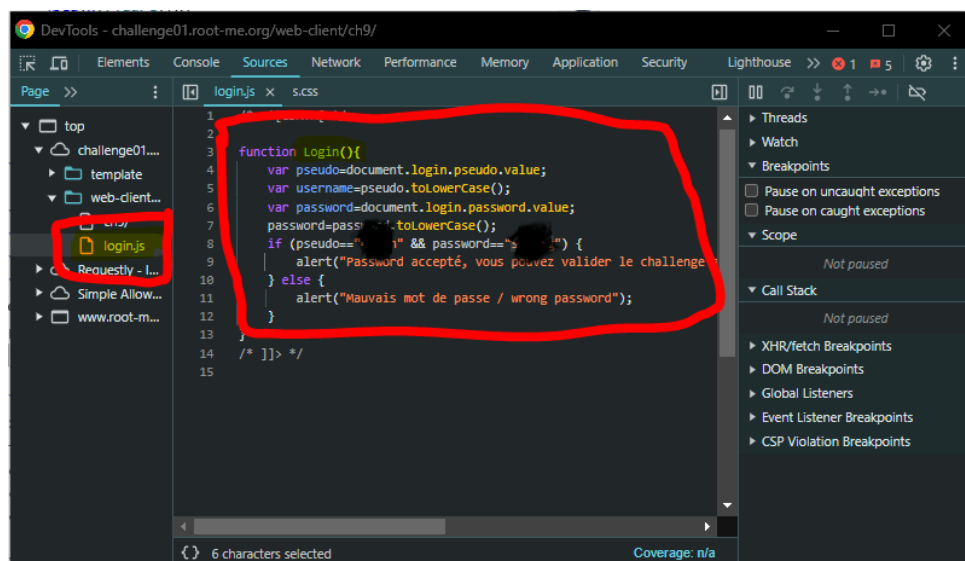 DevTools - challenge01.root-me.org/web-client/ch9/
Elements Console Sources Network Performance Memory Application Security Lighthouse 1 5
Page
top
challenge01....
template
web-client...
login.js
Requestly - I...
Simple Allow...
www.root-m...
login.js s.css
1
2
3 function Login(){
4 var pseudo=document.login.pseudo.value;
5 var username=pseudo.toLowerCase();
6 var password=document.login.password.value;
7 .toLowerCase();
8 if (pseudo==" " && password==" ") {
9 alert("Password accepté, vous pouvez valider le challenge
10 } else {
11 alert("Mauvais mot de passe / wrong password");
12 }
13 }
14 /* ]]> */
15
{} 6 characters selected Coverage: n/a
Threads
Watch
Breakpoints
Pause on uncaught exceptions
Pause on caught exceptions
Scope
Not paused
Call Stack
Not paused
XHR/fetch Breakpoints
DOM Breakpoints
Global Listeners
Event Listener Breakpoints
CSP Violation Breakpoints